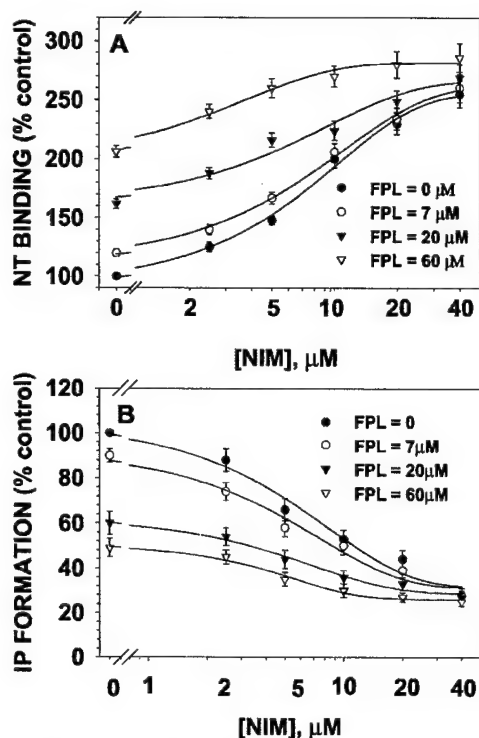 A
NT BINDING (% control)
300
250
200
150
100
FPL = 0 μM
FPL = 7 μM
FPL = 20 μM
FPL = 60 μM
0 2 5 10 20 40
[NIM], μM
B
IP FORMATION (% control)
120
100
80
60
40
20
0
FPL = 0
FPL = 7μM
FPL = 20μM
FPL = 60μM
0 1 2 5 10 20 40
[NIM], μM